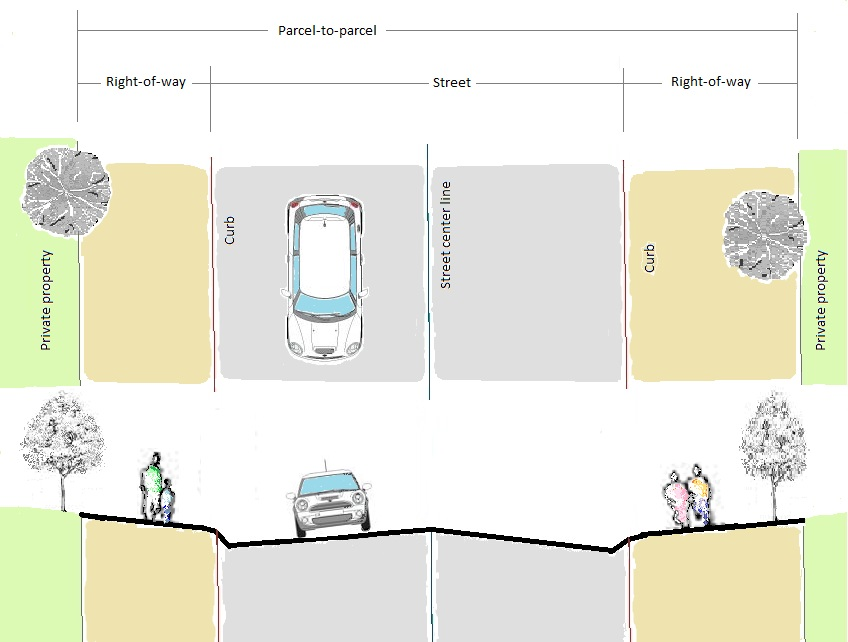 Parcel-to-parcel
Right-of-way
Street
Right-of-way
Curb
Street center line
Curb
Private property
Private property